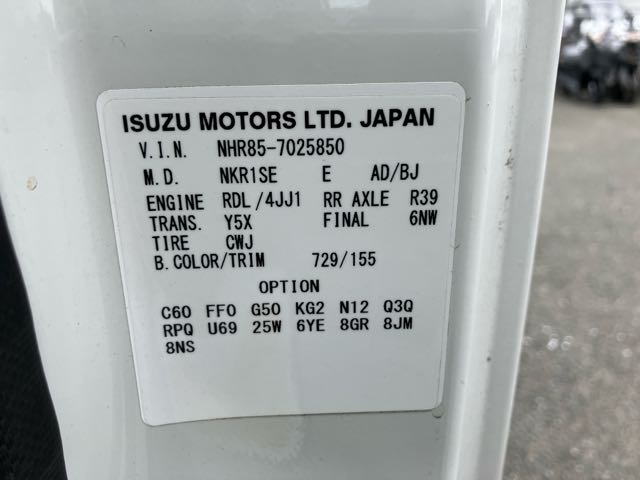 ISUZU MOTORS LTD. JAPAN
V.I.N. NHR85-7025850
M.D. NKR1SE E AD/BJ
ENGINE RDL/4JJ1 RR AXLE R39
TRANS. Y5X FINAL 6NW
TIRE CWJ
B.COLOR/TRIM 729/155
OPTION
C60 FF0 G50 KG2 N12 Q3Q
RPQ U69 25W 6YE 8GR 8JM
8NS